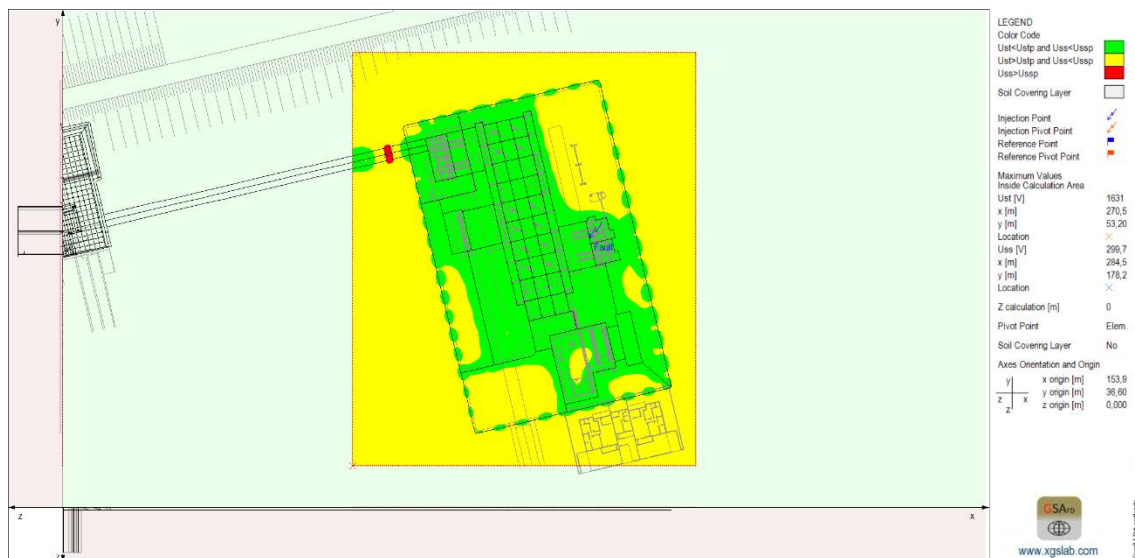 y
LEGEND
Color Code
Ust<Ustp and Uss<Ussp
Ust>Ustp and Uss<Ussp
Uss>Ussp
Soil Covering Layer
Injection Point
Injection Pivot Point
Reference Point
Reference Pivot Point
Maximum Values
Inside Calculation Area
Ust [V] 1631
x [m] 270,5
y [m] 53,20
Location
Uss [V] 299,7
x [m] 284,5
y [m] 178,2
Location
Z calculation [m] 0
Pivot Point Elem.
Soil Covering Layer No
Axes Orientation and Origin
y
z x
z
x origin [m] 153,9
y origin [m] 36,60
z origin [m] 0,000
Fault
z
x
z
GSAFD
www.xgslab.com